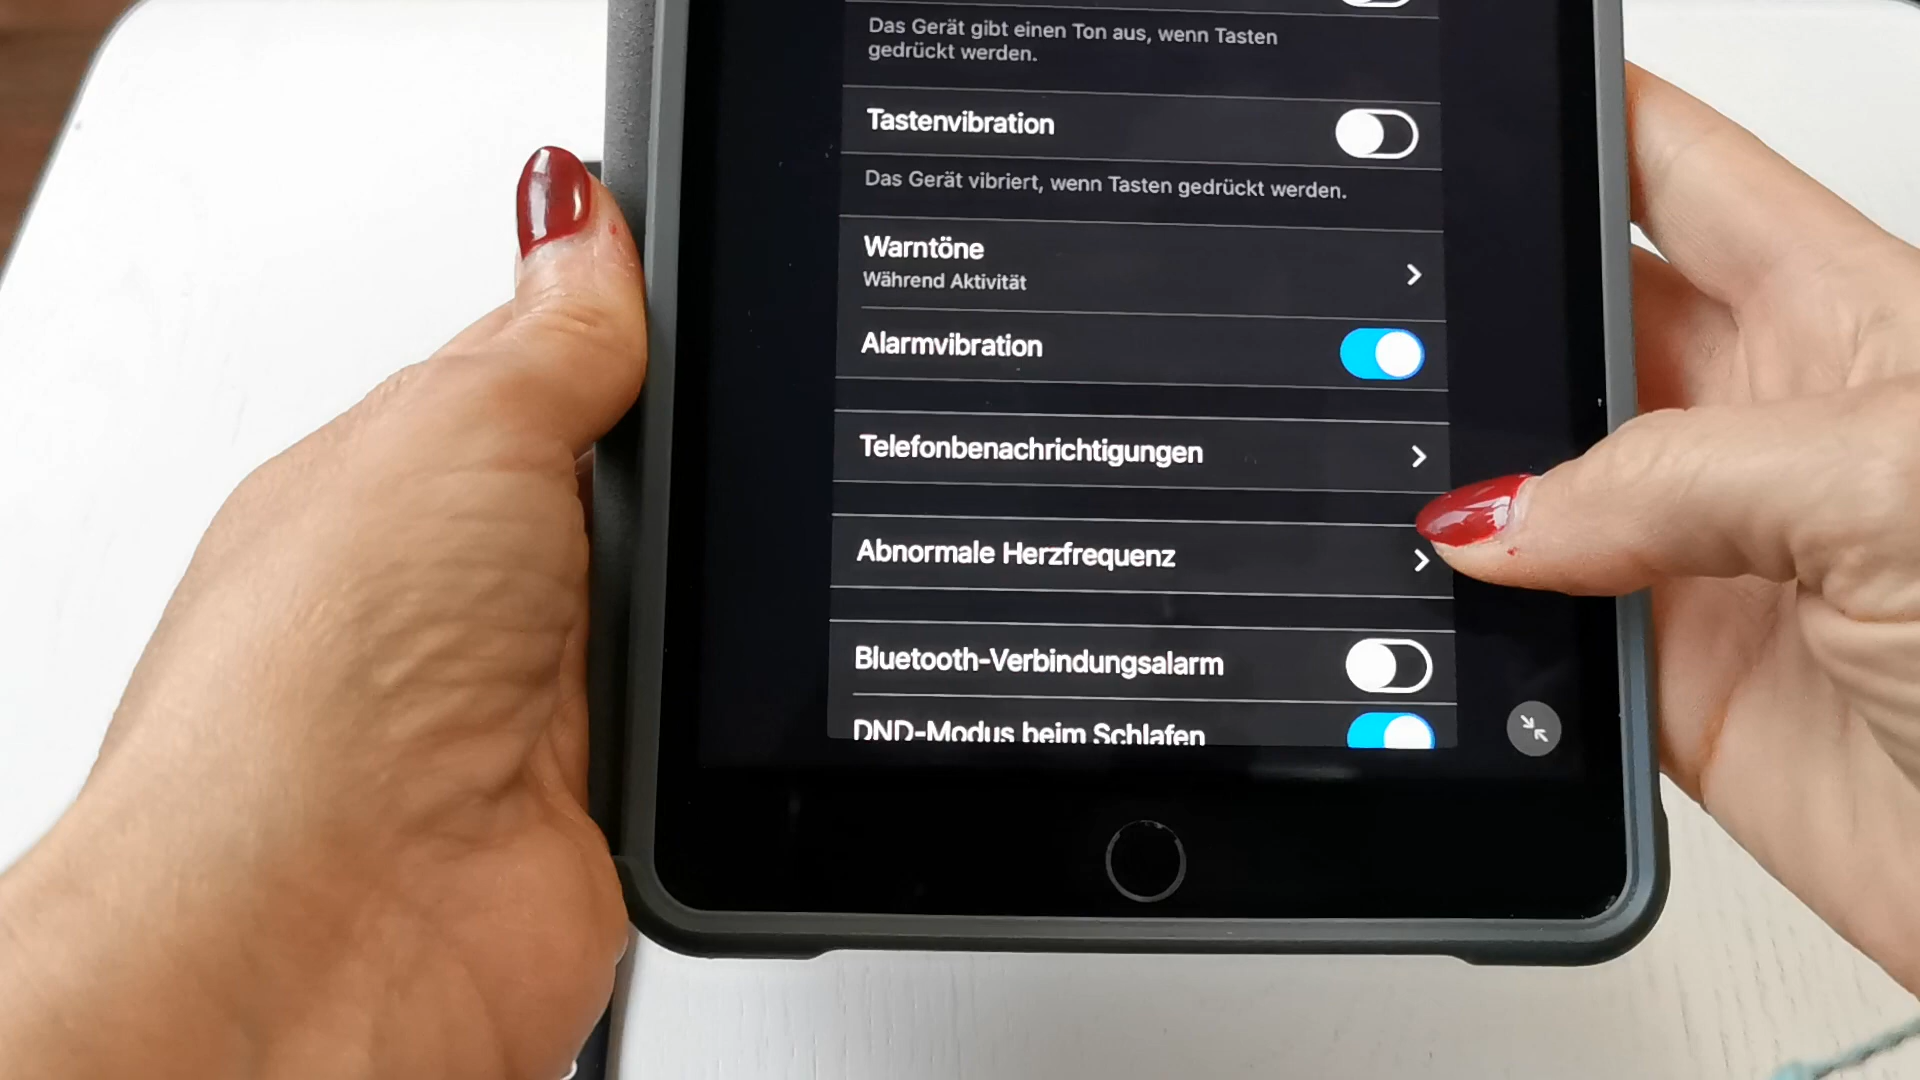 Das Gerät gibt einen Ton aus, wenn Tasten
gedrückt werden.
Tastenvibration
Das Gerät vibriert, wenn Tasten gedrückt werden.
Warntöne
Während Aktivität
Alarmvibration
Telefonbenachrichtigungen
Abnormale Herzfrequenz
Bluetooth-Verbindungsalarm
DND-Modus beim Schlafen